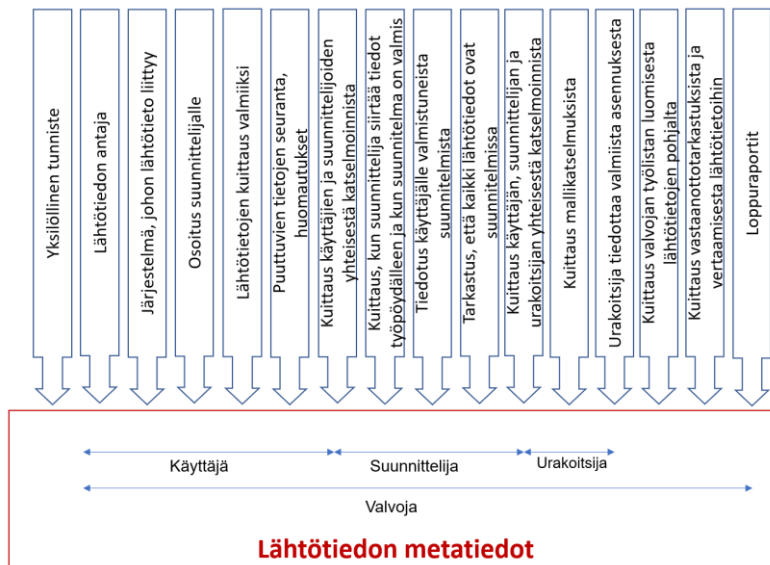 Yksilöllinen tunniste
Lähtötiedon antaja
Järjestelmä, johon lähtötieto liittyy
Osoitus suunnittelijalle
Lähtötietojen kuittaus valmiiksi
Puuttuvien tietojen seuranta,
huomautukset
Kuittaus käyttäjien ja suunnittelijoiden
yhteisestä katselmoinnista
Kuittaus, kun suunnittelija siirtää tiedot
työpöydälleen ja kun suunnitelma on valmis
Tiedotus käyttäjälle valmistuneista
suunnitelmista
Tarkastus, että kaikki lähtötiedot ovat
suunnitelmissa
Kuittaus käyttäjän, suunnittelijan ja
urakoitsijan yhteisestä katselmoinnista
Kuittaus mallikatselmuksista
Urakoitsija tiedottaa valmiista asennuksesta
Kuittaus valvojan työlistan luomisesta
lähtötietojen pohjalta
Kuittaus vastaanottotarkastuksista ja
vertaamisesta lähtötietoihin
Loppuraportit
Käyttäjä
Suunnittelija
Urakoitsija
Valvoja
Lähtötiedon metatiedot